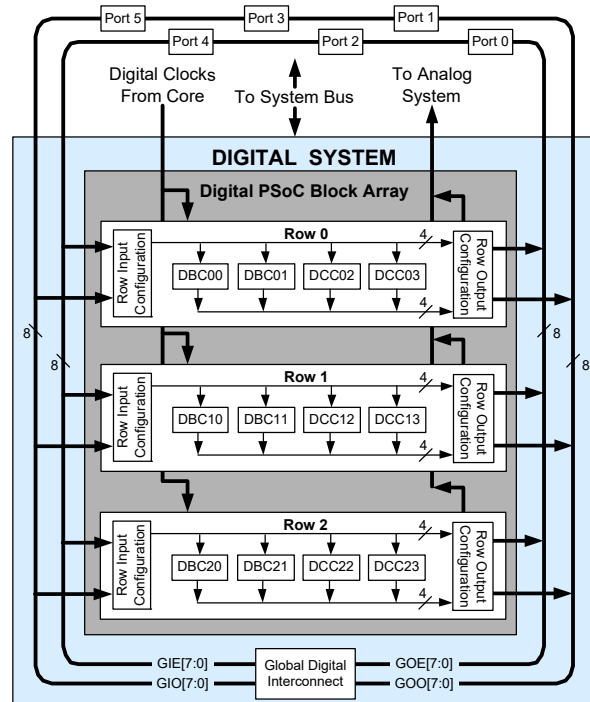 Port 5
Port 3
Port 1
Port 4
Port 2
Port 0
Digital Clocks
From Core
To System Bus
To Analog
System
DIGITAL SYSTEM
Digital PSoC Block Array
Row Input
Configuration
Row 0
4
DBC00
DBC01
DCC02
DCC03
4
Row Output
Configuration
8
8
8
8
Row Input
Configuration
Row 1
4
DBC10
DBC11
DCC12
DCC13
4
Row Output
Configuration
Row Input
Configuration
Row 2
4
DBC20
DBC21
DCC22
DCC23
4
Row Output
Configuration
GIE[7:0]
GIO[7:0]
Global Digital
Interconnect
GOE[7:0]
GOO[7:0]